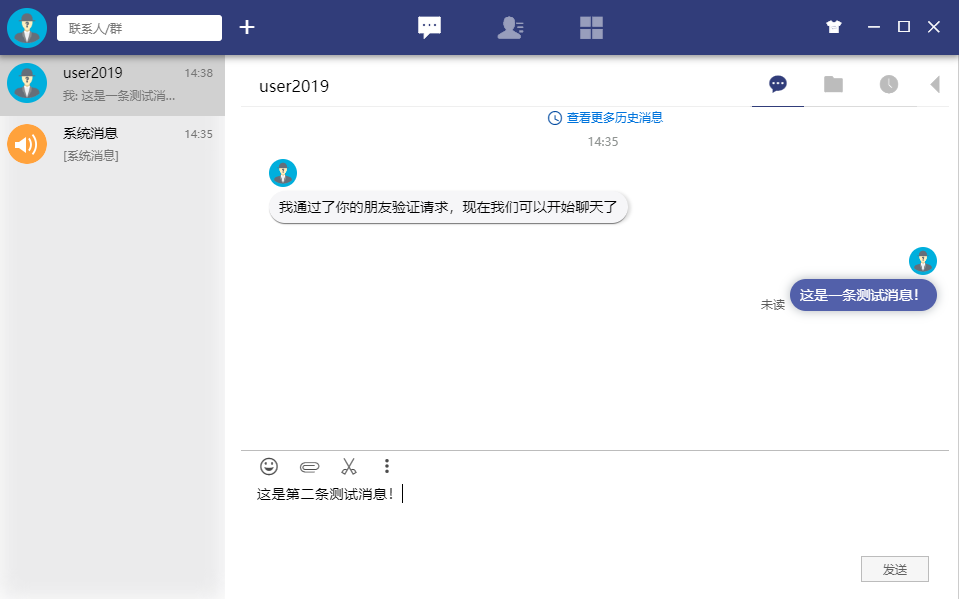 联系人/群
user2019
14:38
我: 这是一条测试消...
系统消息
14:35
[系统消息]
user2019
查看更多历史消息
14:35
我通过了你的朋友验证请求，现在我们可以开始聊天了
未读
这是一条测试消息！
这是第二条测试消息！
发送